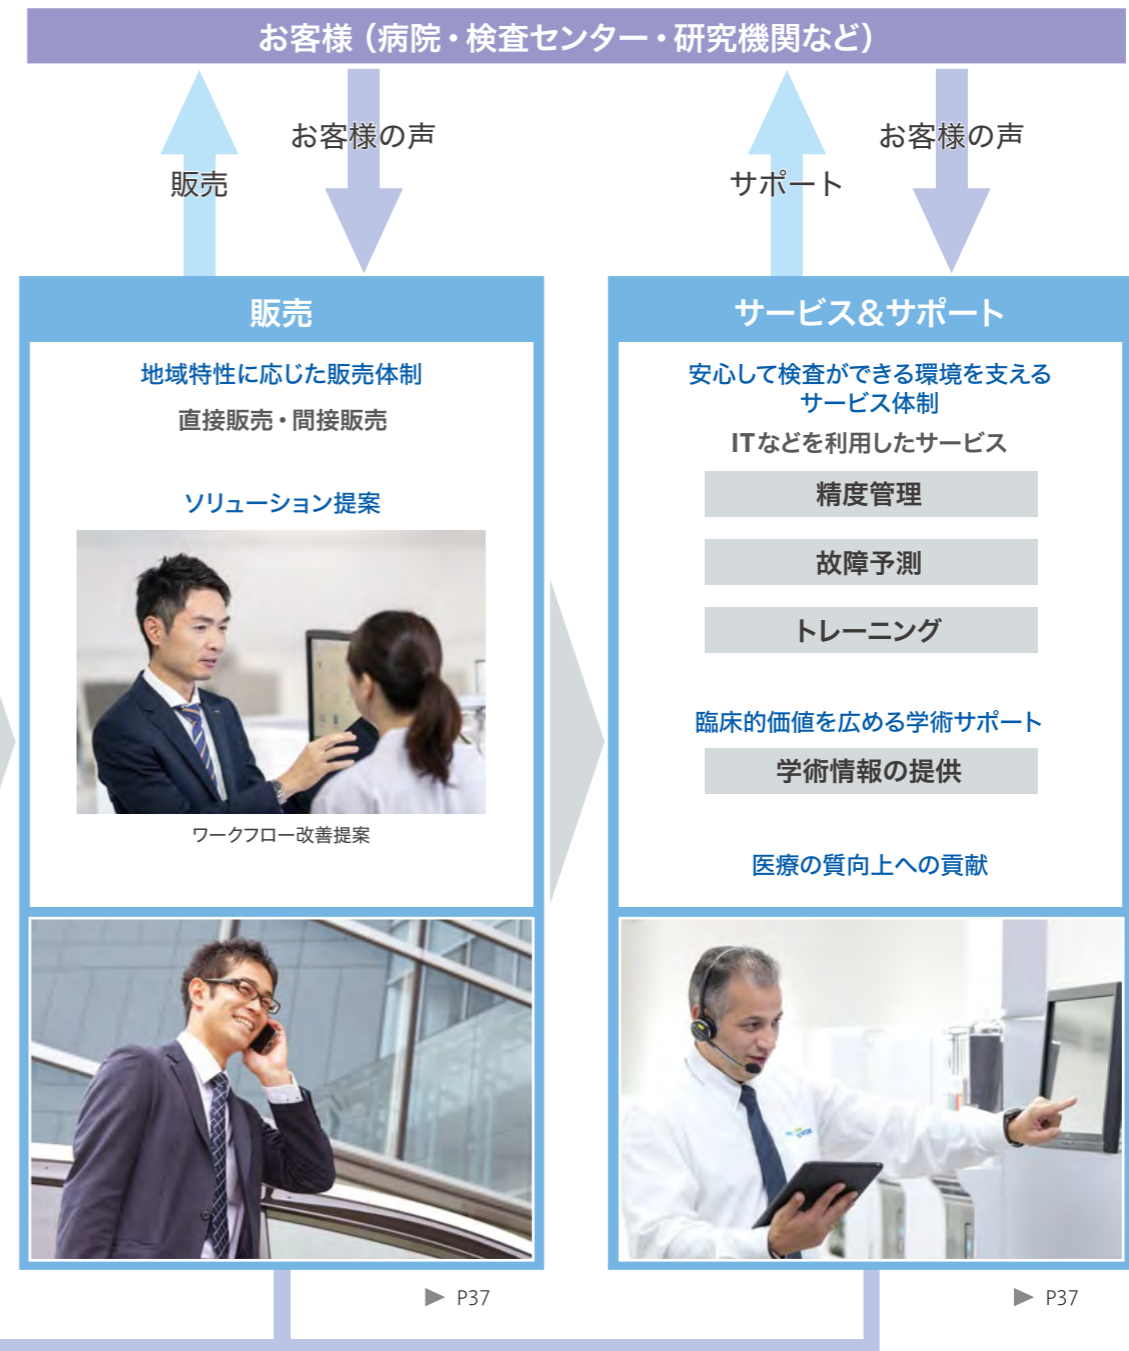 お客様（病院・検査センター・研究機関など）
販売
お客様の声
サポート
お客様の声
販売
地域特性に応じた販売体制
直接販売・間接販売
ソリューション提案
ワークフロー改善提案
▶ P37
サービス&サポート
安心して検査ができる環境を支える
サービス体制
ITなどを利用したサービス
精度管理
故障予測
トレーニング
臨床的価値を広める学術サポート
学術情報の提供
医療の質向上への貢献
▶ P37